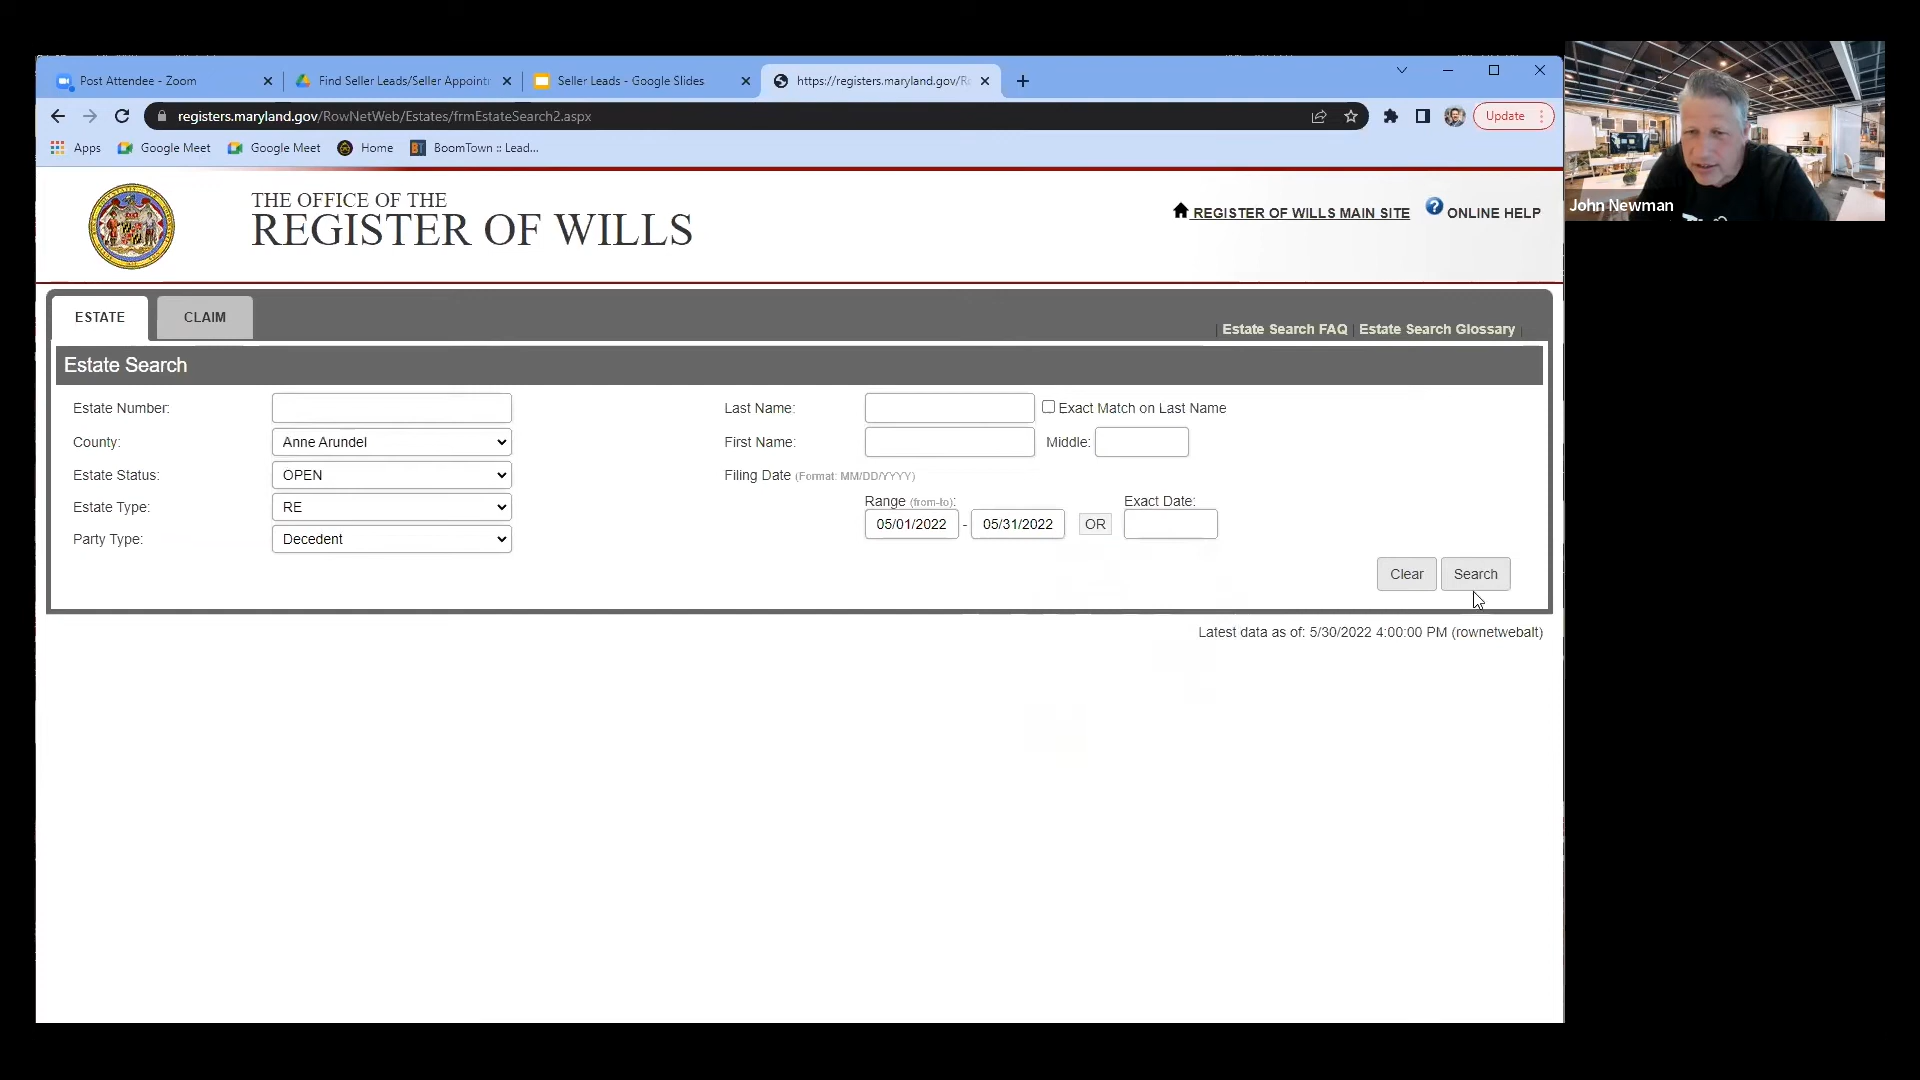 Post Attendee - Zoom
Find Seller Leads/Seller Appoint
Seller Leads - Google Slides
https://registers.maryland.gov/R
registers.maryland.gov/RowNetWeb/Estates/frmEstateSearch2.aspx
Update
Apps
Google Meet
Google Meet
Home
BT
BoomTown :: Lead...
THE OFFICE OF THE
REGISTER OF WILLS
REGISTER OF WILLS MAIN SITE
? ONLINE HELP
John Newman
ESTATE
CLAIM
| Estate Search FAQ | Estate Search Glossary |
Estate Search
Estate Number:
Last Name:
Exact Match on Last Name
County:
Anne Arundel
First Name:
Middle:
Estate Status:
OPEN
Filing Date (Format: MM/DD/YYYY)
Estate Type:
RE
Range (from-to):
Exact Date:
05/01/2022 - 05/31/2022
OR
Party Type:
Decedent
Clear
Search
Latest data as of: 5/30/2022 4:00:00 PM (rownetwebalt)